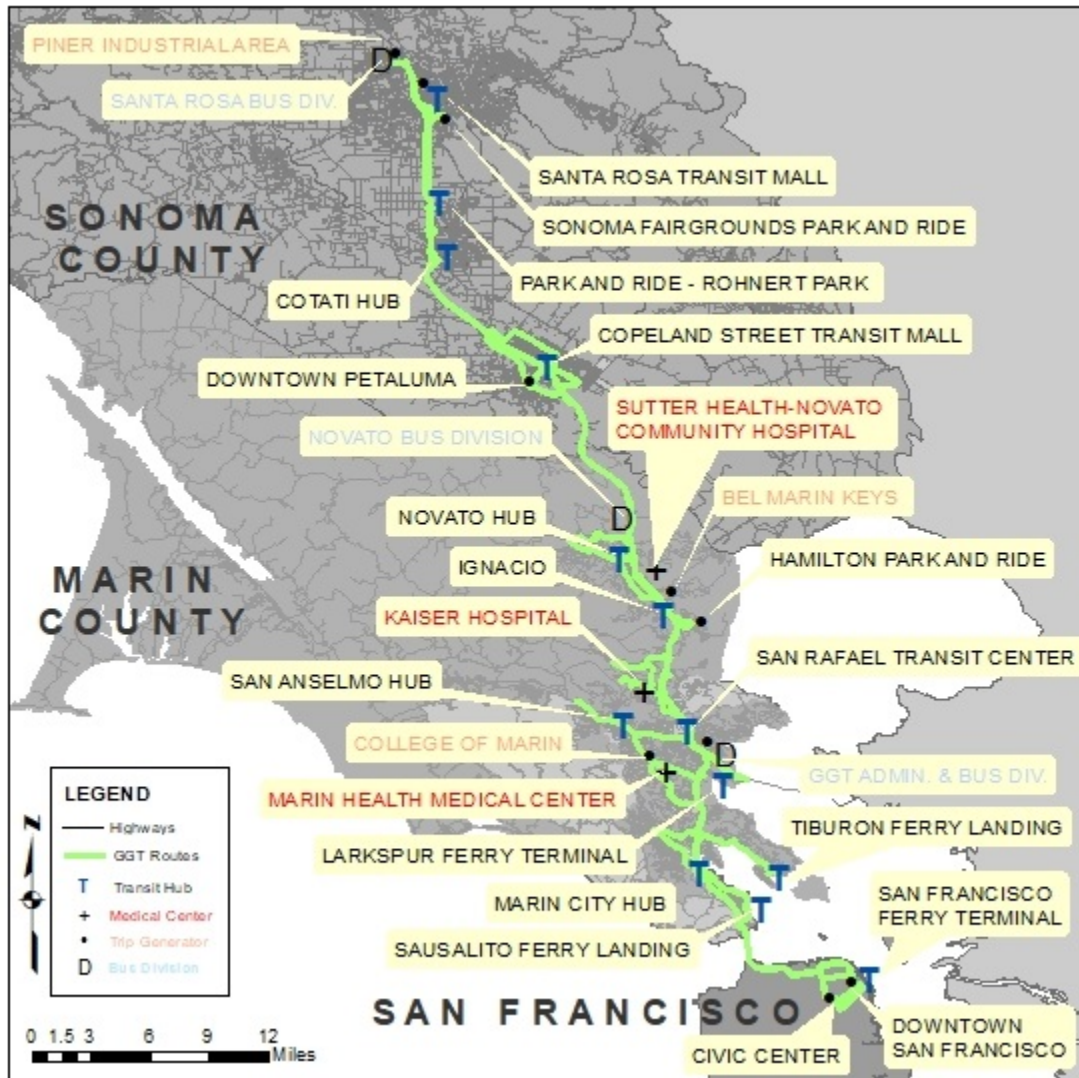 PINER INDUSTRIAL AREA
SANTA ROSA BUS DIV.
SANTA ROSA TRANSIT MALL
SONOMA
COUNTY
SONOMA FAIRGROUNDS PARK AND RIDE
PARK AND RIDE - ROHNERT PARK
COTATI HUB
COPELAND STREET TRANSIT MALL
DOWNTOWN PETALUMA
SUTTER HEALTH-NOVATO
COMMUNITY HOSPITAL
NOVATO BUS DIVISION
BEL MARIN KEYS
NOVATO HUB
HAMILTON PARK AND RIDE
IGNACIO
MARIN
COUNTY
KAISER HOSPITAL
SAN RAFAEL TRANSIT CENTER
SAN ANSELMO HUB
COLLEGE OF MARIN
GGT ADMIN. & BUS DIV.
MARIN HEALTH MEDICAL CENTER
TIBURON FERRY LANDING
LARKSPUR FERRY TERMINAL
SAN FRANCISCO
FERRY TERMINAL
MARIN CITY HUB
SAUSALITO FERRY LANDING
SAN FRANCISCO
DOWNTOWN
SAN FRANCISCO
CIVIC CENTER
LEGEND
Highways
GGT Routes
T Transit Hub
+ Medical Center
• Trip Generator
D Bus Division
N
0 1.5 3 6 9 12
Miles